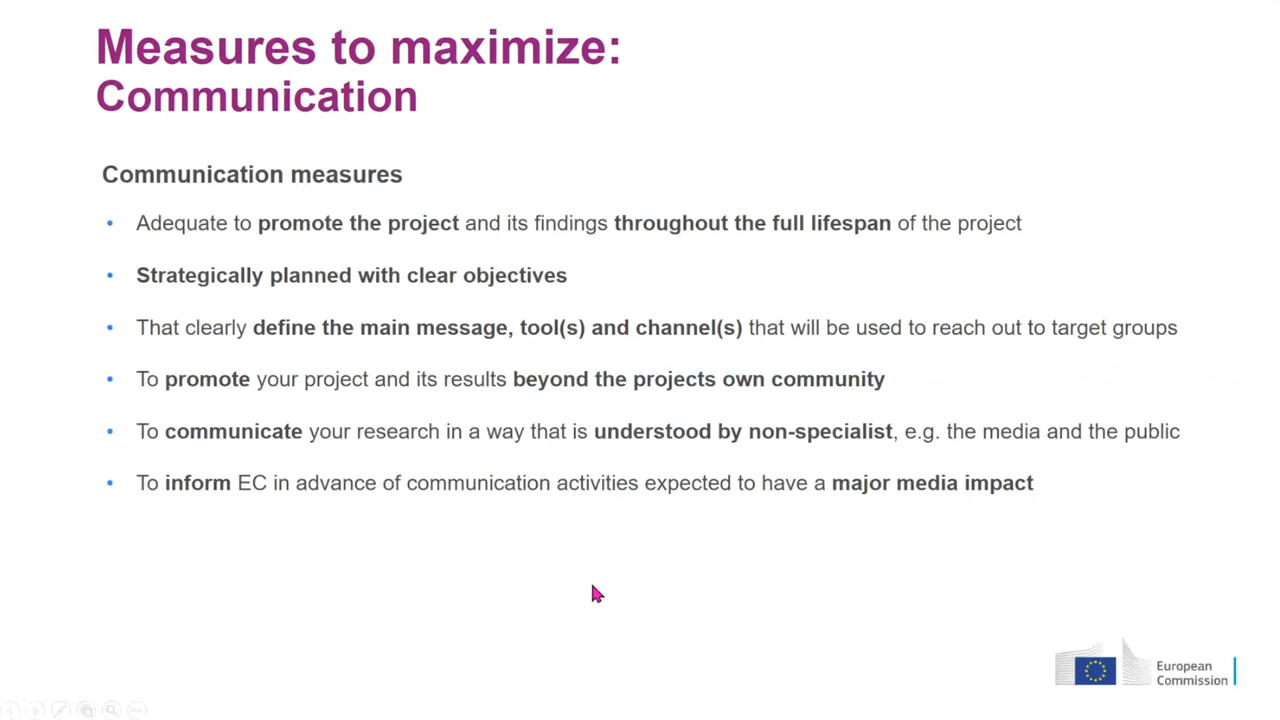 Measures to maximize:
Communication
Communication measures
• Adequate to promote the project and its findings throughout the full lifespan of the project
• Strategically planned with clear objectives
• That clearly define the main message, tool(s) and channel(s) that will be used to reach out to target groups
• To promote your project and its results beyond the projects own community
• To communicate your research in a way that is understood by non-specialist, e.g. the media and the public
• To inform EC in advance of communication activities expected to have a major media impact
European
Commission